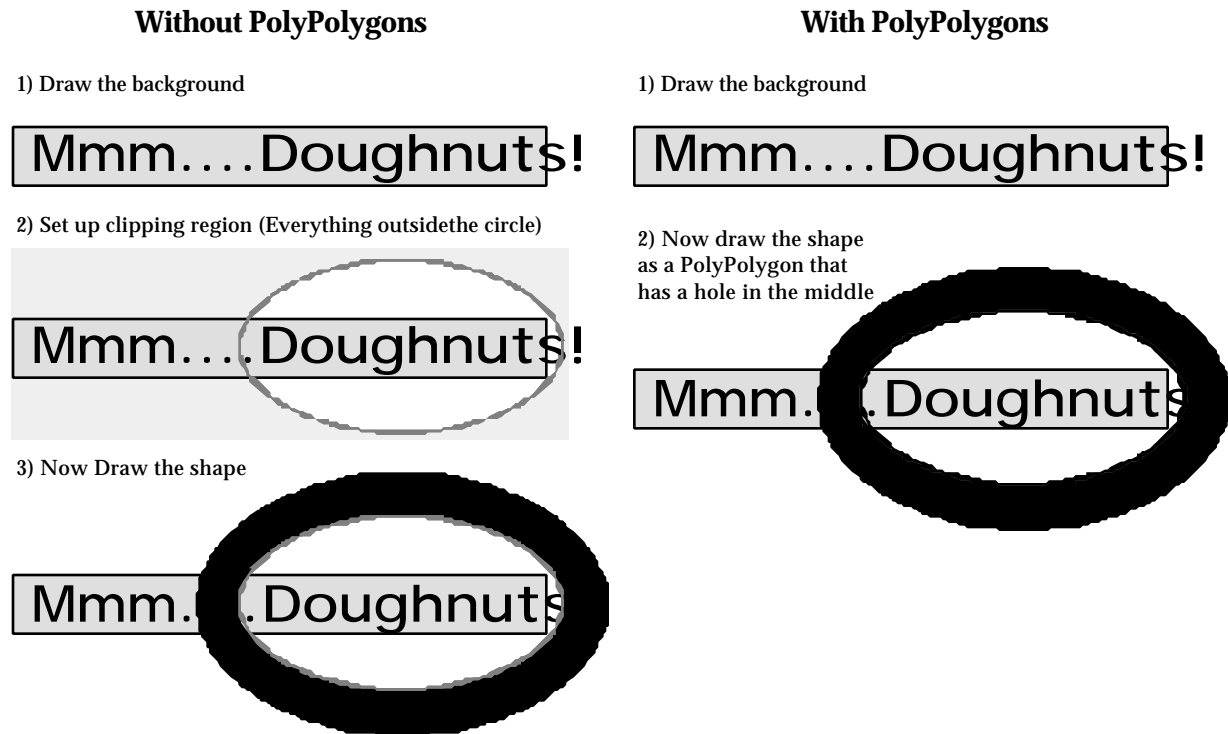 Without PolyPolygons
1) Draw the background
Mmm....Doughnuts!
2) Set up clipping region (Everything outsidethe circle)
Mmm....Doughnuts!
3) Now Draw the shape
Mmm. .Doughnuts
With PolyPolygons
1) Draw the background
Mmm....Doughnuts!
2) Now draw the shape
as a PolyPolygon that
has a hole in the middle
Mmm. .Doughnuts